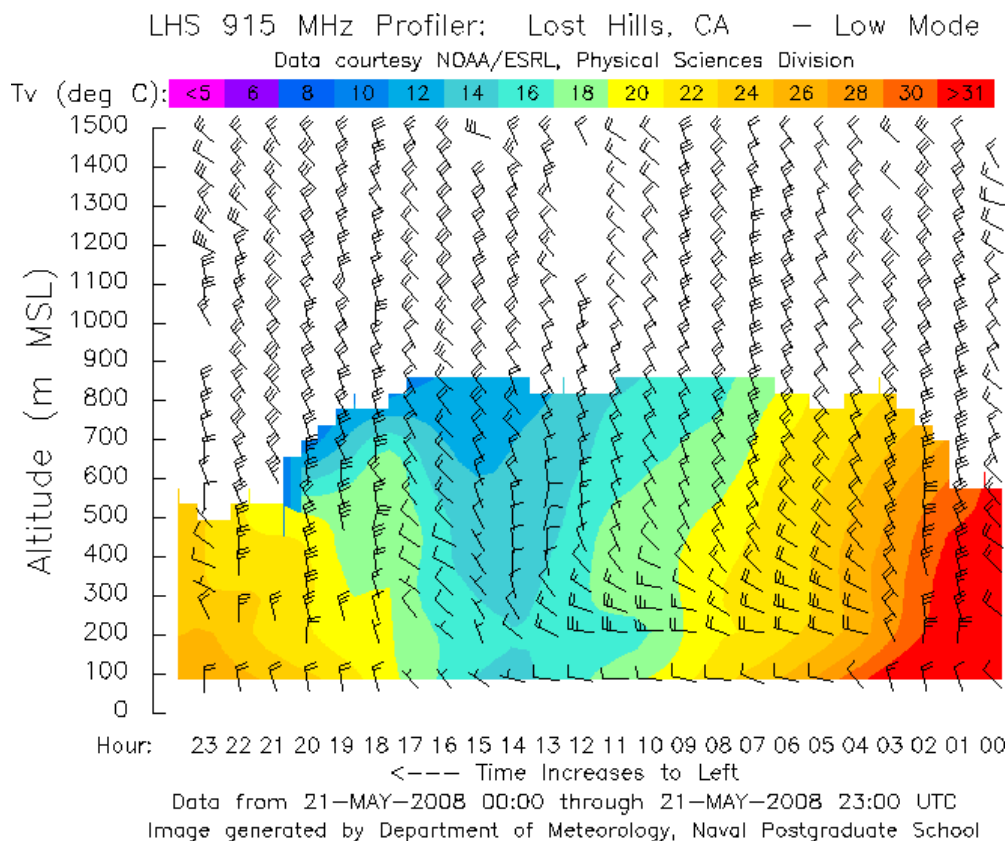 LHS 915 MHz Profiler: Lost Hills, CA – Low Mode
Data courtesy NOAA/ESRL, Physical Sciences Division
Tv (deg C): <5 6 8 10 12 14 16 18 20 22 24 26 28 30 >31
1500
1400
1300
1200
1100
1000
900
800
700
600
500
400
300
200
100
0
Altitude (m MSL)
Hour: 23 22 21 20 19 18 17 16 15 14 13 12 11 10 09 08 07 06 05 04 03 02 01 00
<--- Time Increases to Left
Data from 21-MAY-2008 00:00 through 21-MAY-2008 23:00 UTC
Image generated by Department of Meteorology, Naval Postgraduate School